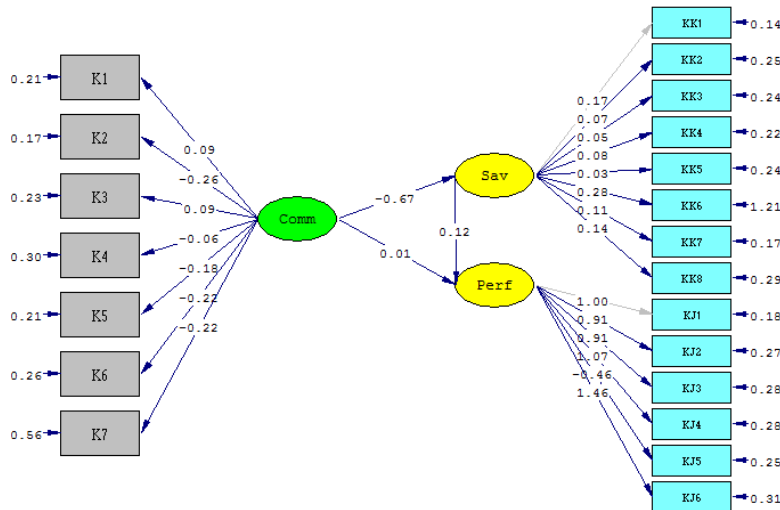 0.21 K1
0.17 K2
0.23 K3
0.30 K4
0.21 K5
0.26 K6
0.56 K7
0.09
-0.26
0.09
-0.06
-0.18
-0.22
-0.22
Comm
-0.67
0.01
Sav
0.12
Perf
0.17
0.07
0.05
0.08
0.03
0.28
0.11
0.14
1.00
0.91
0.91
1.07
-0.46
1.46
KK1 0.14
KK2 0.25
KK3 0.24
KK4 0.22
KK5 0.24
KK6 1.21
KK7 0.17
KK8 0.29
KJ1 0.18
KJ2 0.27
KJ3 0.28
KJ4 0.28
KJ5 0.25
KJ6 0.31